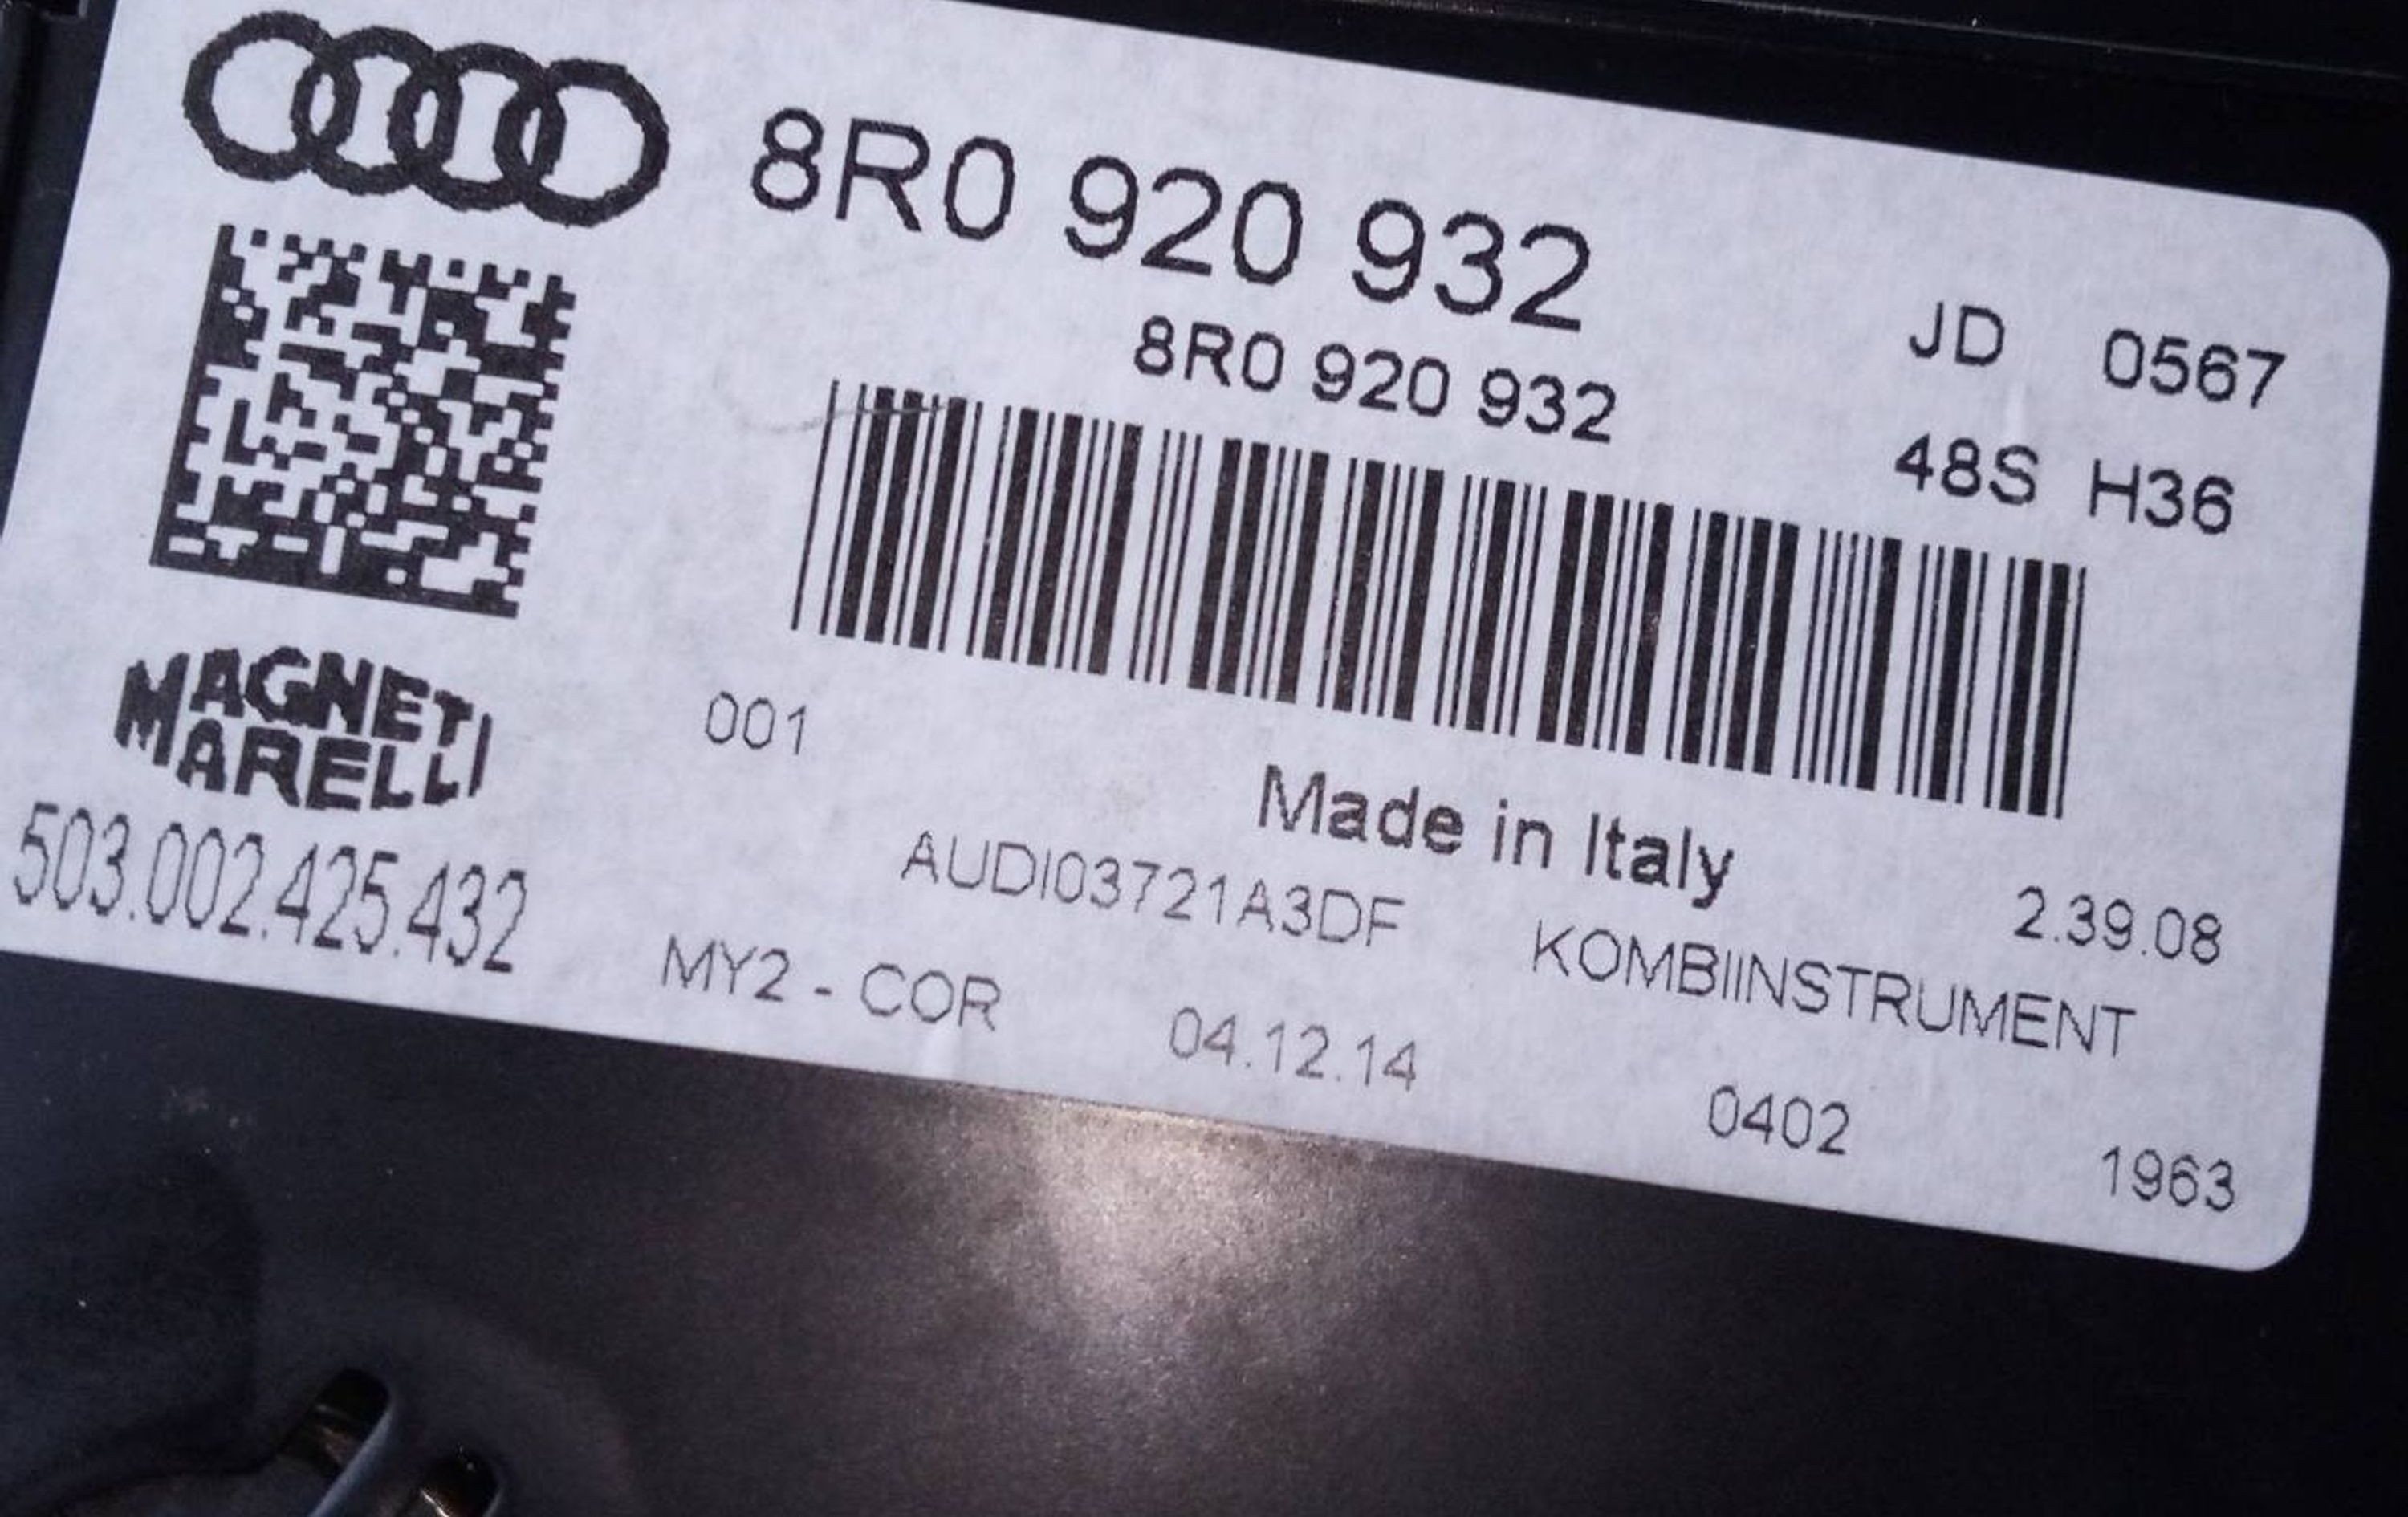 8R0 920 932
8R0 920 932
JD 0567
48S H36
MAGNETI
MARELLI
503.002.425.432
001
Made in Italy
AUDI03721A3DF
2.39.08
KOMBIINSTRUMENT
MY2 - COR
04.12.14
0402
1963